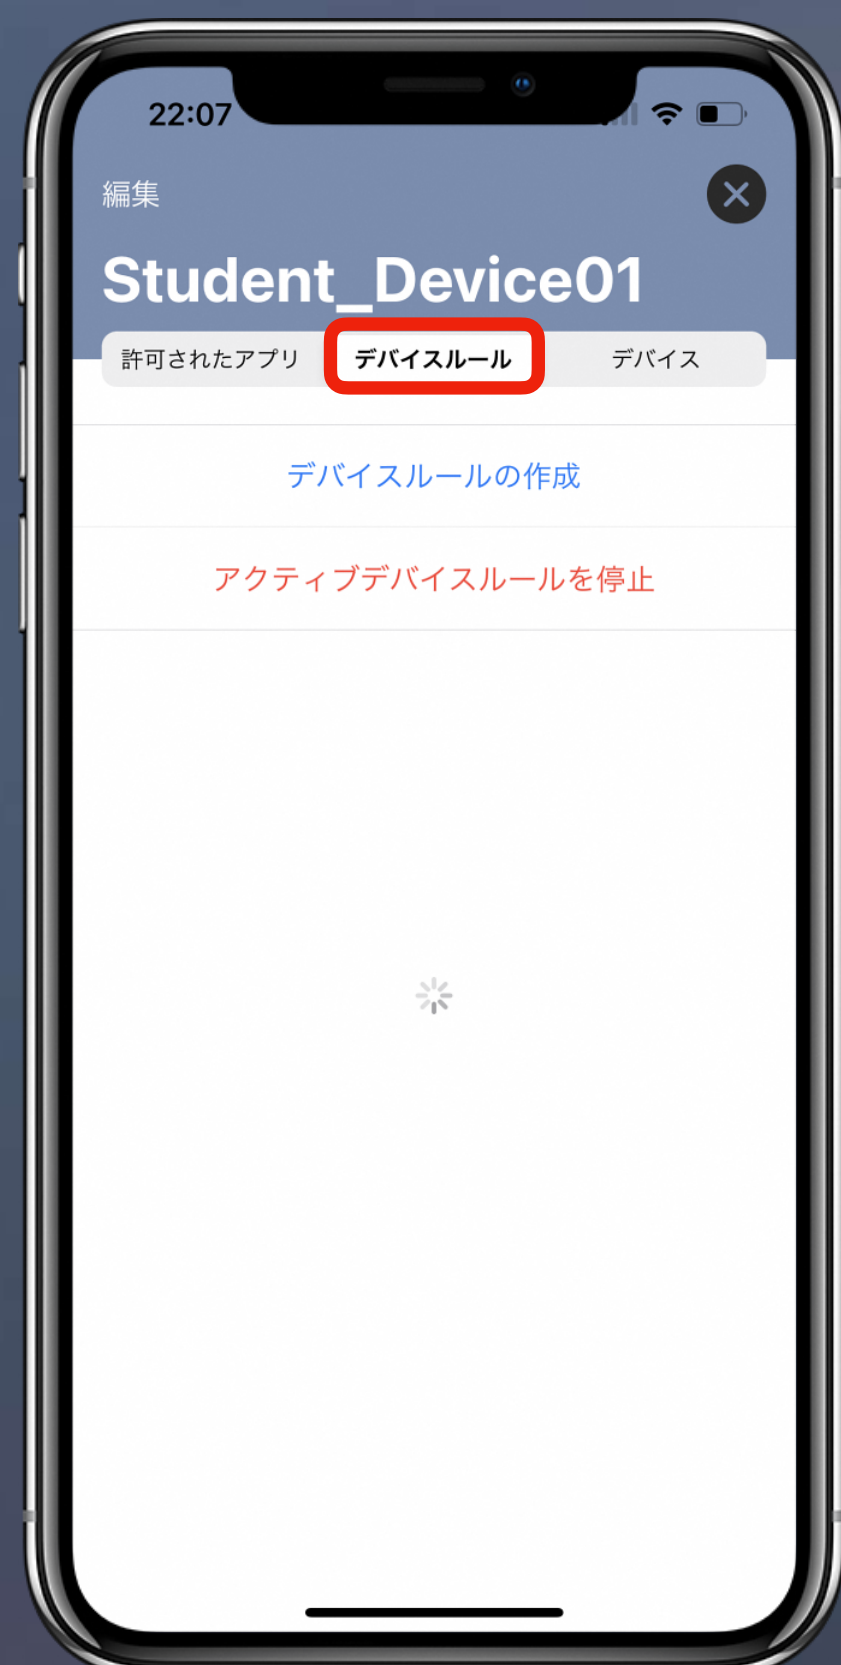 22:07
編集
Student_Device01
許可されたアプリ デバイスルール デバイス
デバイスルールの作成
アクティブデバイスルールを停止